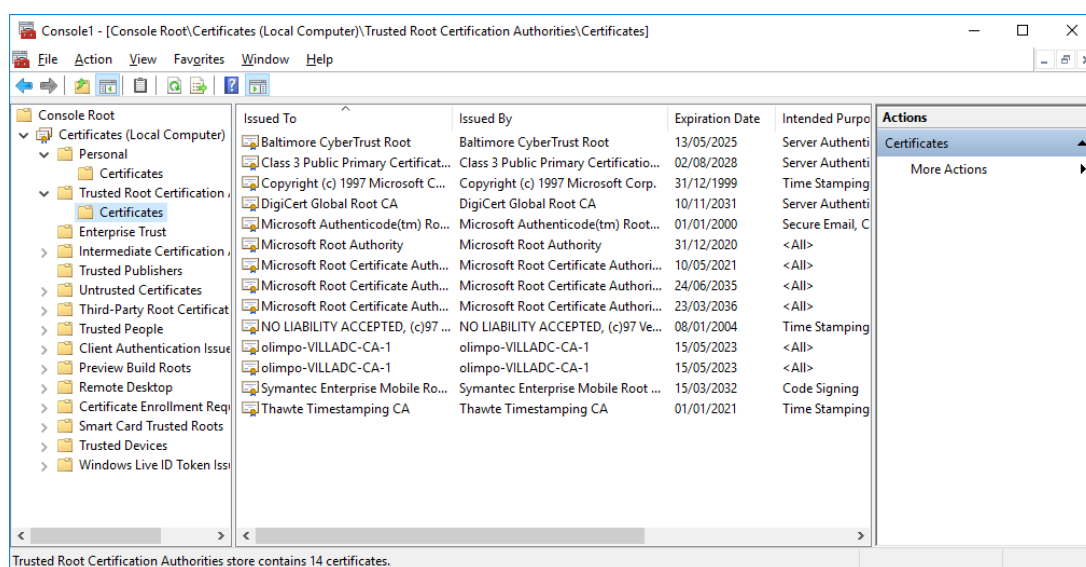 Console1 - [Console Root\Certificates (Local Computer)\Trusted Root Certification Authorities\Certificates]
File Action View Favorites Window Help
Console Root
Certificates (Local Computer)
Personal
Certificates
Trusted Root Certification
Certificates
Enterprise Trust
Intermediate Certification
Trusted Publishers
Untrusted Certificates
Third-Party Root Certificat
Trusted People
Client Authentication Issue
Preview Build Roots
Remote Desktop
Certificate Enrollment Requ
Smart Card Trusted Roots
Trusted Devices
Windows Live ID Token Issu
Issued To Issued By Expiration Date Intended Purpo
Baltimore CyberTrust Root Baltimore CyberTrust Root 13/05/2025 Server Authenti
Class 3 Public Primary Certificat... Class 3 Public Primary Certificatio... 02/08/2028 Server Authenti
Copyright (c) 1997 Microsoft C... Copyright (c) 1997 Microsoft Corp. 31/12/1999 Time Stamping
DigiCert Global Root CA DigiCert Global Root CA 10/11/2031 Server Authenti
Microsoft Authenticode(tm) Ro... Microsoft Authenticode(tm) Root... 01/01/2000 Secure Email, C
Microsoft Root Authority Microsoft Root Authority 31/12/2020 <All>
Microsoft Root Certificate Auth... Microsoft Root Certificate Authori... 10/05/2021 <All>
Microsoft Root Certificate Auth... Microsoft Root Certificate Authori... 24/06/2035 <All>
Microsoft Root Certificate Auth... Microsoft Root Certificate Authori... 23/03/2036 <All>
NO LIABILITY ACCEPTED, (c)97 ... NO LIABILITY ACCEPTED, (c)97 Ve... 08/01/2004 Time Stamping
olimpo-VILLADC-CA-1 olimpo-VILLADC-CA-1 15/05/2023 <All>
olimpo-VILLADC-CA-1 olimpo-VILLADC-CA-1 15/05/2023 <All>
Symantec Enterprise Mobile Ro... Symantec Enterprise Mobile Root ... 15/03/2032 Code Signing
Thawte Timestamping CA Thawte Timestamping CA 01/01/2021 Time Stamping
Actions
Certificates
More Actions
Trusted Root Certification Authorities store contains 14 certificates.